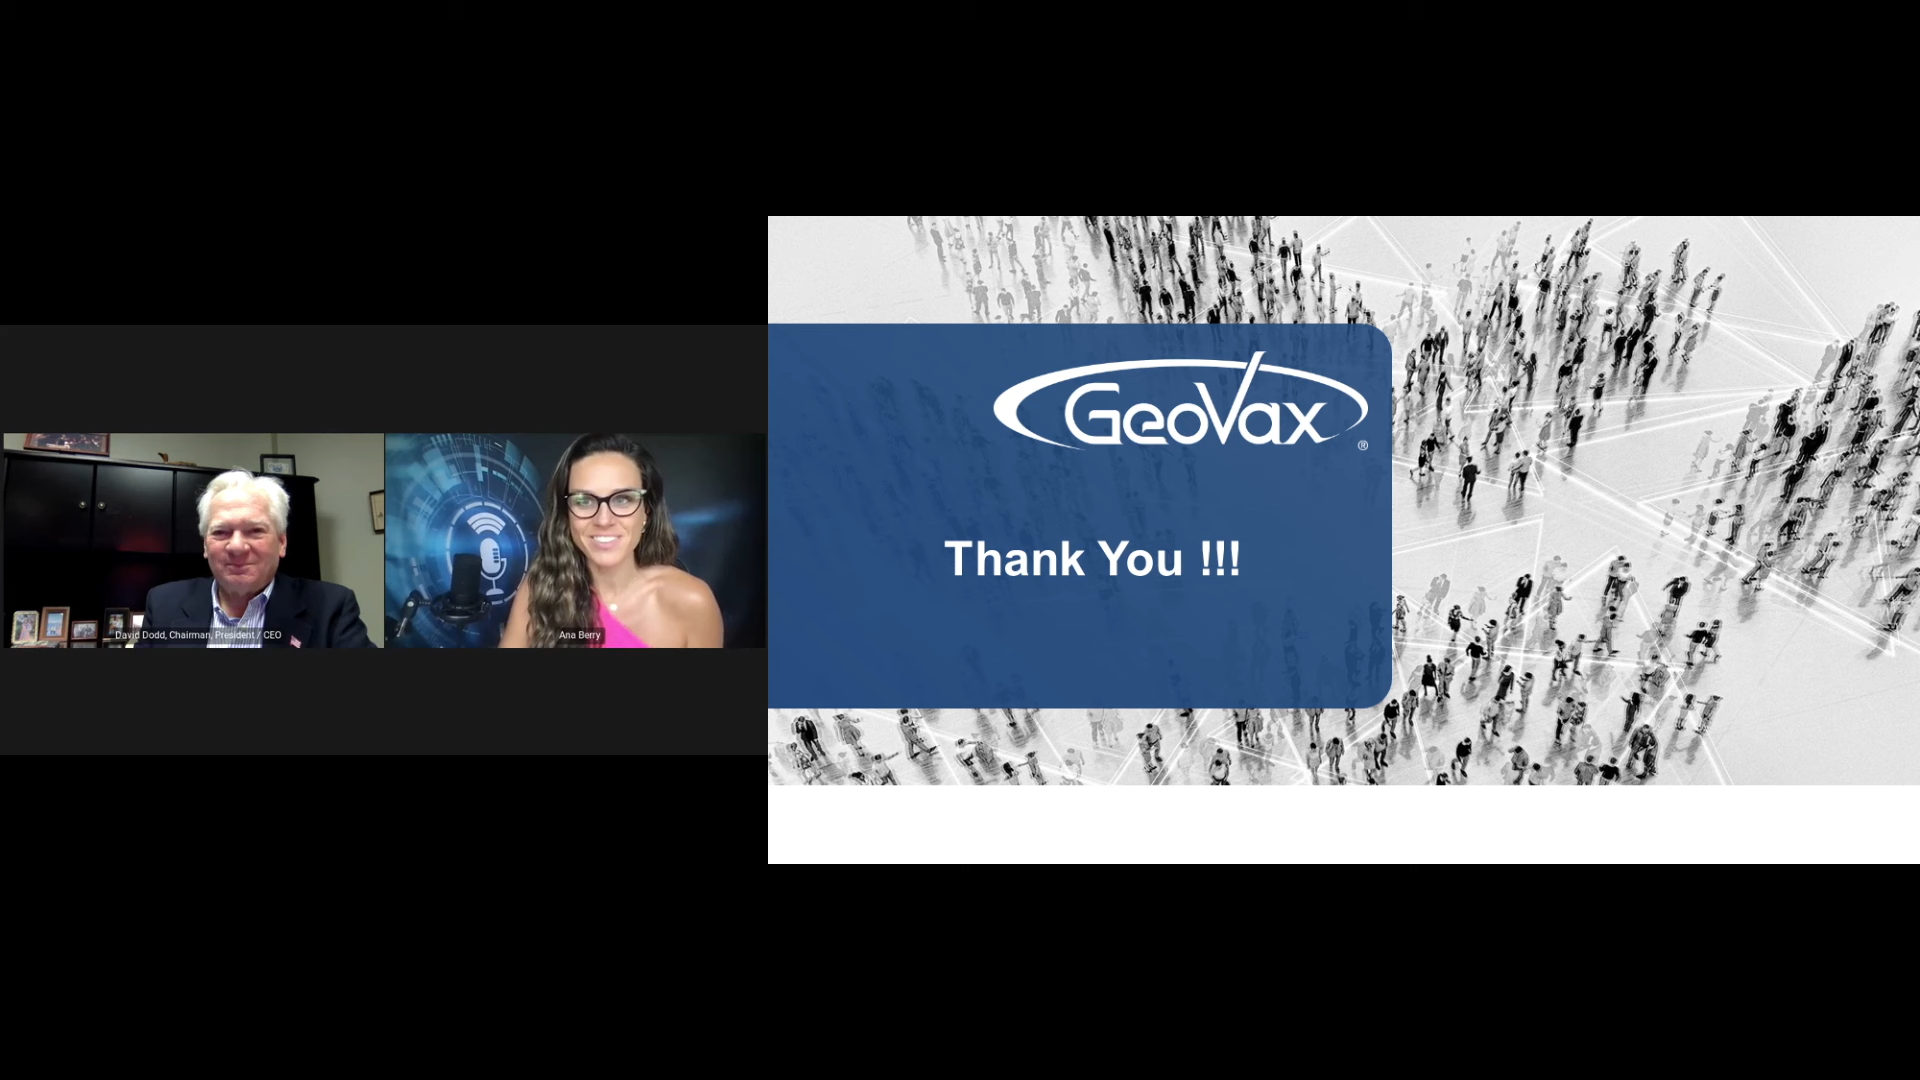 David Dodd, Chairman, President / CEO
Ana Berry
GeoVax
®
Thank You !!!